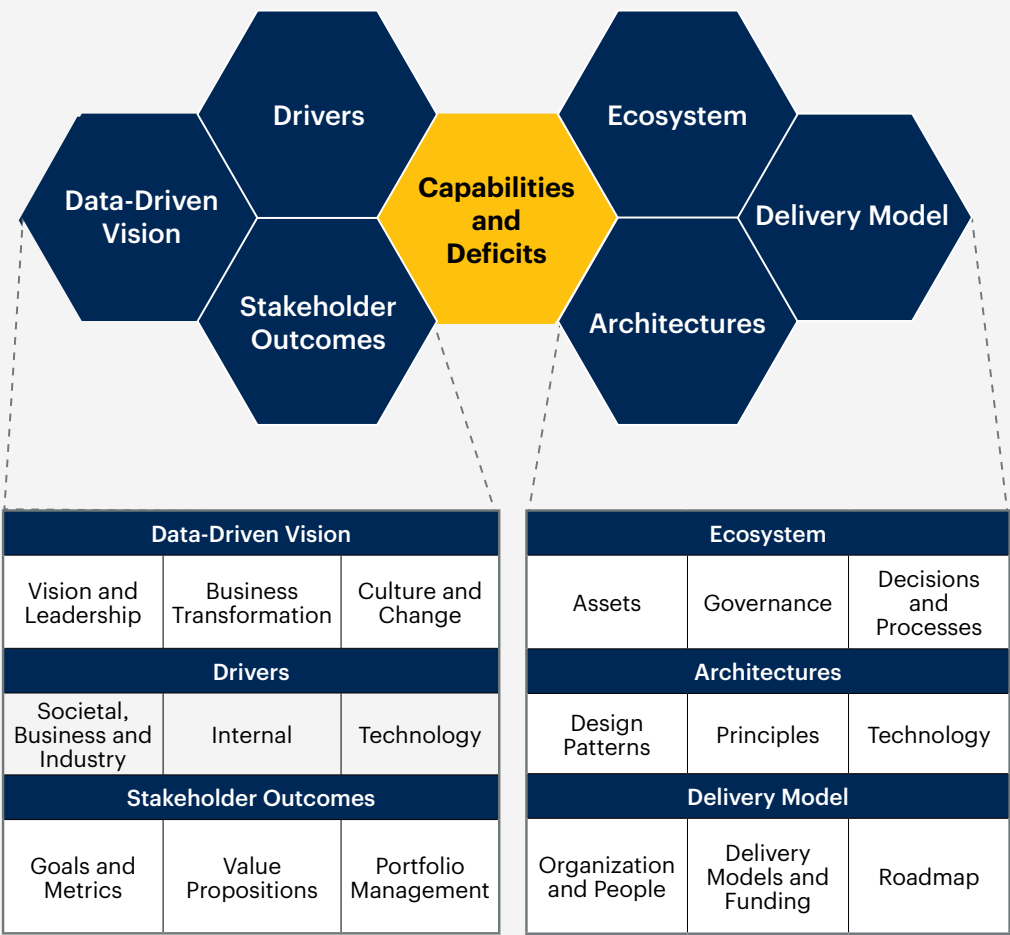 Drivers
Ecosystem
Data-Driven
Vision
Capabilities
and
Deficits
Delivery Model
Stakeholder
Outcomes
Architectures
Data-Driven Vision
Vision and
Leadership
Business
Transformation
Culture and
Change
Drivers
Societal,
Business and
Industry
Internal
Technology
Stakeholder Outcomes
Goals and
Metrics
Value
Propositions
Portfolio
Management
Ecosystem
Assets
Governance
Decisions
and
Processes
Architectures
Design
Patterns
Principles
Technology
Delivery Model
Organization
and People
Delivery
Models and
Funding
Roadmap